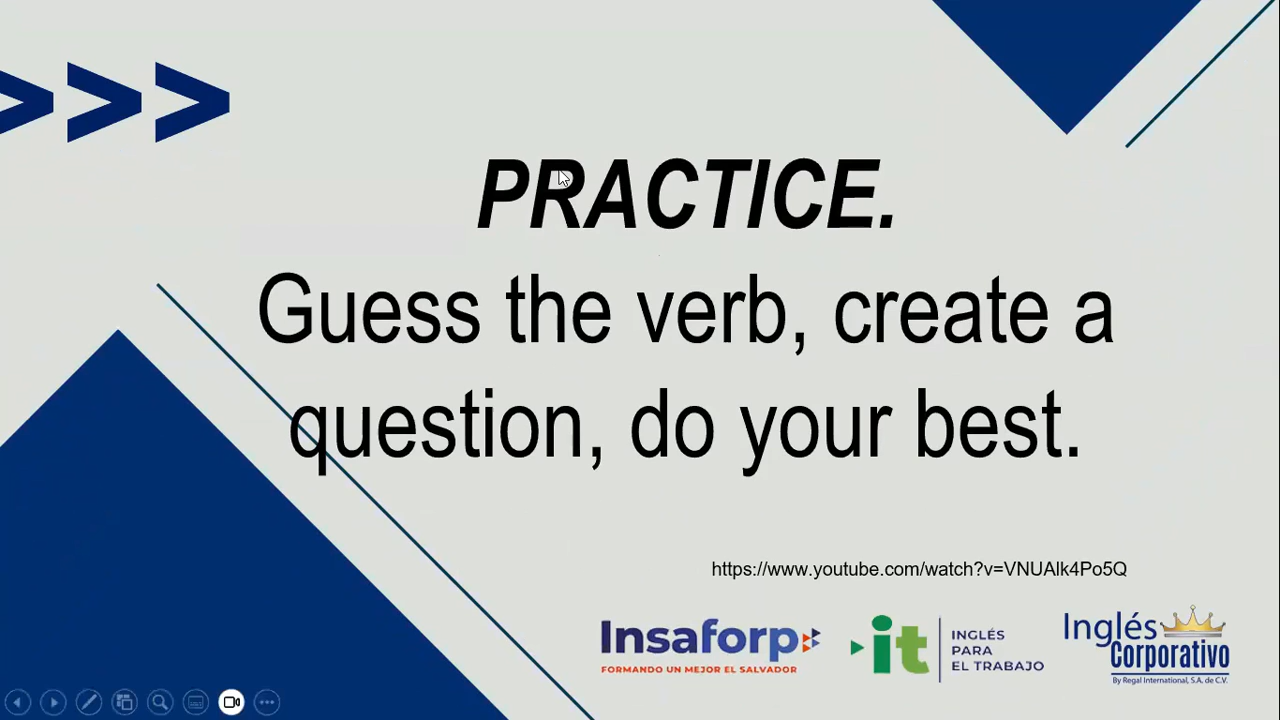 PRACTICE.
Guess the verb, create a
question, do your best.
https://www.youtube.com/watch?v=VNUAlk4Po5Q
Insaforp
FORMANDO UN MEJOR EL SALVADOR
it
INGLÉS
PARA
EL TRABAJO
Inglés
Corporativo
By Regal International, S.A. de C.V.